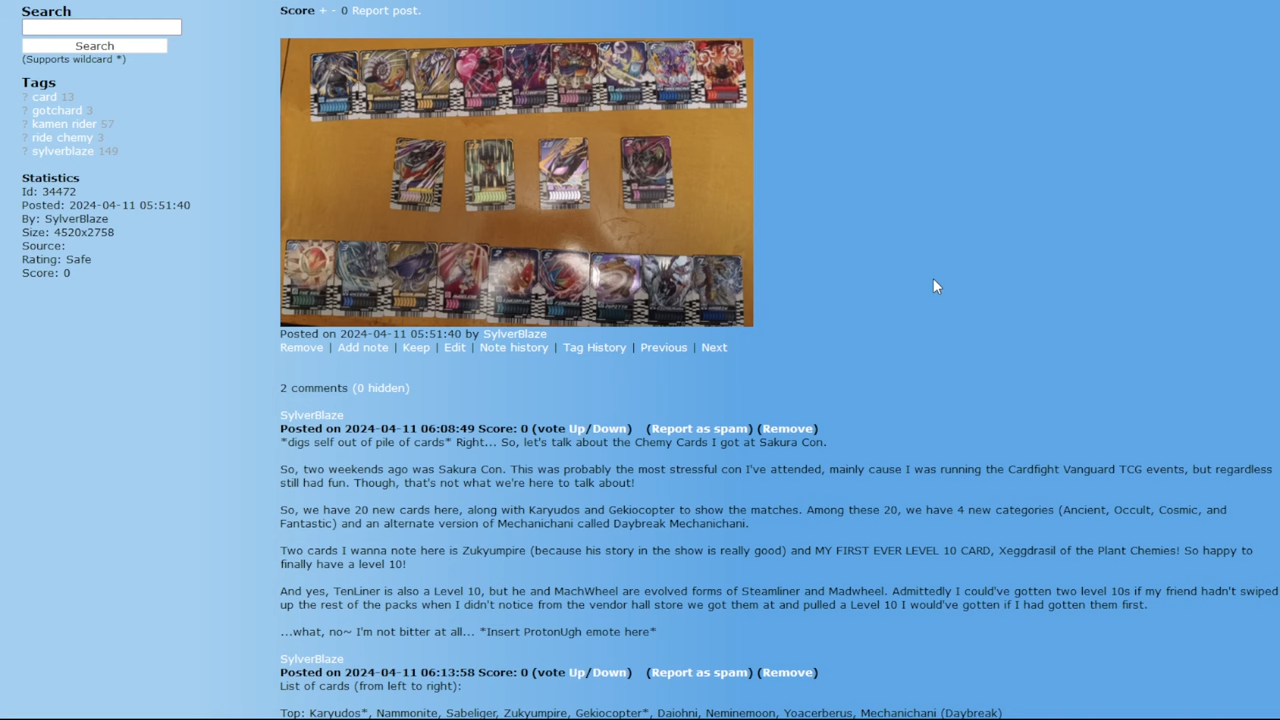 Search
Search
(Supports wildcard *)
Tags
? card 13
? gotchard 3
? kamen rider 57
? ride chemy 3
? sylverblaze 149
Statistics
Id: 34472
Posted: 2024-04-11 05:51:40
By: SylverBlaze
Size: 4520x2758
Source:
Rating: Safe
Score: 0
Score + - 0 Report post.
Posted on 2024-04-11 05:51:40 by SylverBlaze
Remove | Add note | Keep | Edit | Note history | Tag History | Previous | Next
2 comments (0 hidden)
SylverBlaze
Posted on 2024-04-11 06:08:49 Score: 0 (vote Up/Down) (Report as spam) (Remove)
*digs self out of pile of cards* Right... So, let's talk about the Chemy Cards I got at Sakura Con.
So, two weekends ago was Sakura Con. This was probably the most stressful con I've attended, mainly cause I was running the Cardfight Vanguard TCG events, but regardless
still had fun. Though, that's not what we're here to talk about!
So, we have 20 new cards here, along with Karyudos and Gekiocopter to show the matches. Among these 20, we have 4 new categories (Ancient, Occult, Cosmic, and
Fantastic) and an alternate version of Mechanichani called Daybreak Mechanichani.
Two cards I wanna note here is Zukyumpire (because his story in the show is really good) and MY FIRST EVER LEVEL 10 CARD, Xeggdrasil of the Plant Chemies! So happy to
finally have a level 10!
And yes, TenLiner is also a Level 10, but he and MachWheel are evolved forms of Steamliner and Madwheel. Admittedly I could've gotten two level 10s if my friend hadn't swiped
up the rest of the packs when I didn't notice from the vendor hall store we got them at and pulled a Level 10 I would've gotten if I had gotten them first.
...what, no~ I'm not bitter at all... *Insert ProtonUgh emote here*
SylverBlaze
Posted on 2024-04-11 06:13:58 Score: 0 (vote Up/Down) (Report as spam) (Remove)
List of cards (from left to right):
Top: Karyudos*, Nammonite, Sabeliger, Zukyumpire, Gekiocopter*, Daiohni, Neminemoon, Yoacerberus, Mechanichani (Daybreak)